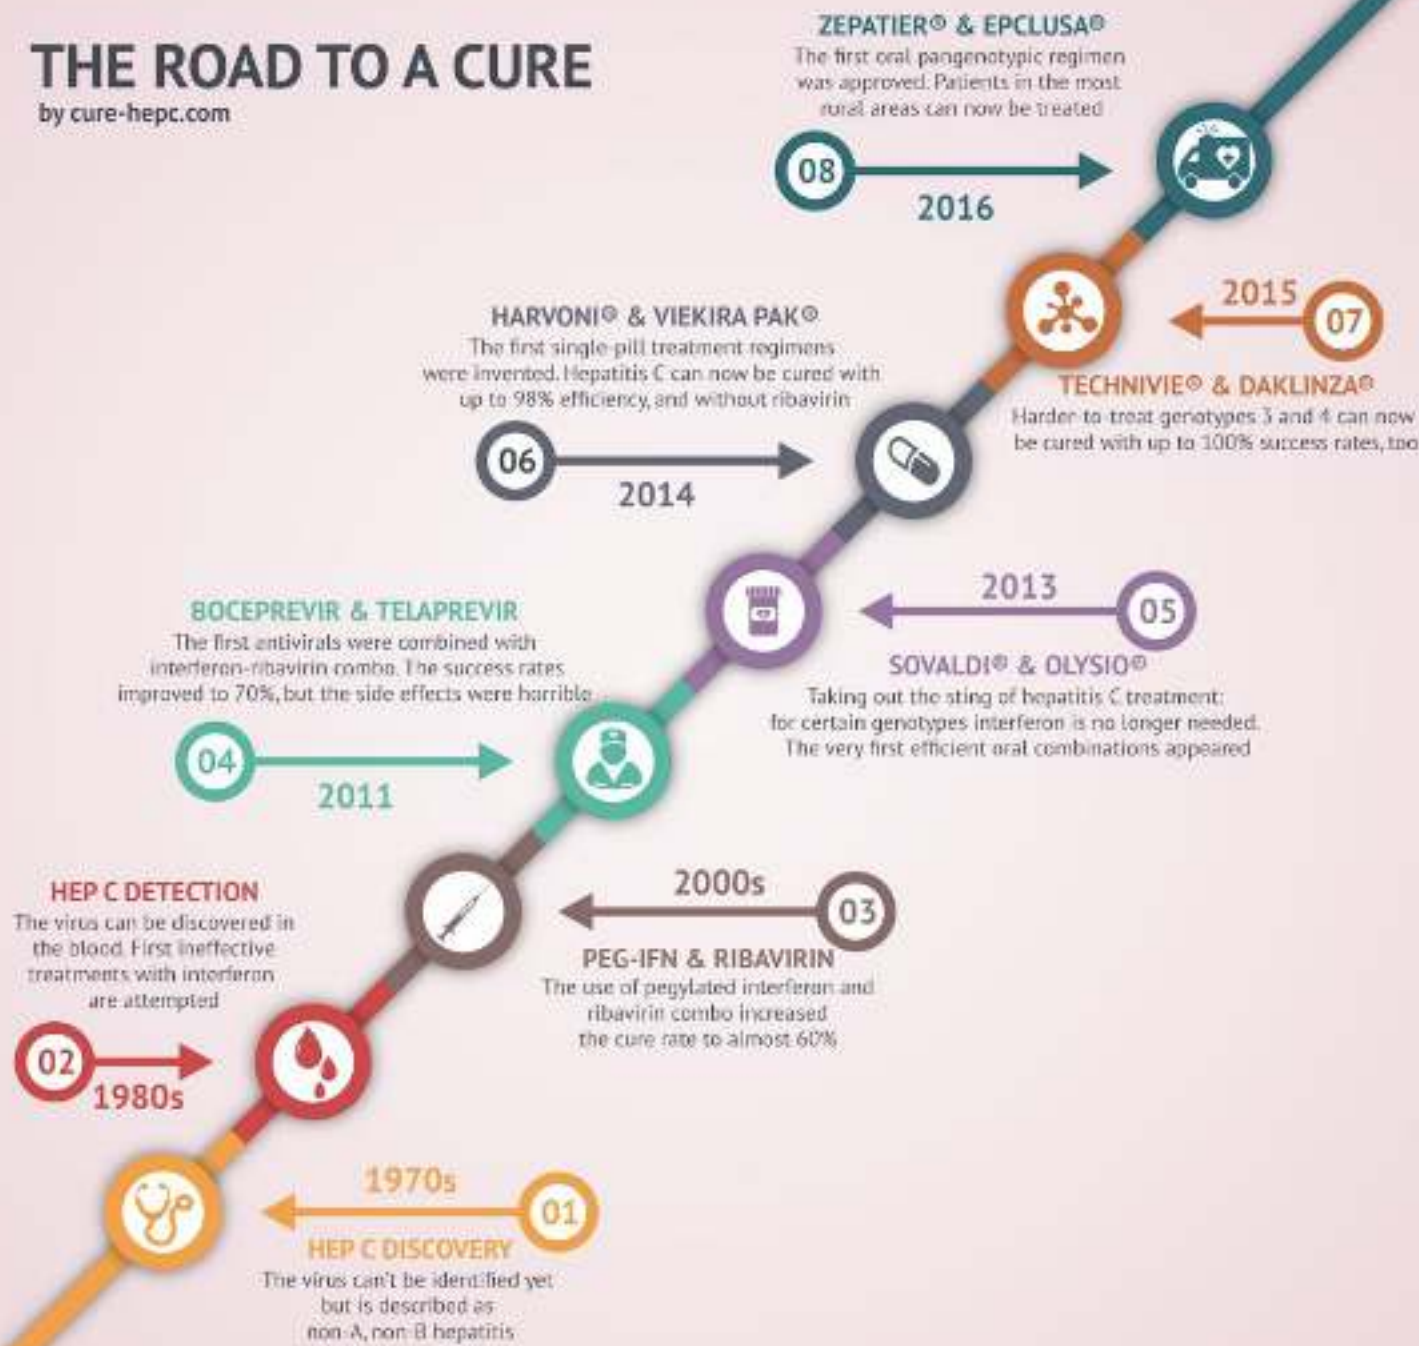 THE ROAD TO A CURE
by cure-hepc.com
ZEPATIER® & EPCLUSA®
The first oral pangenotypic regimen
was approved. Patients in the most
rural areas can now be treated
08
2016
2015
07
TECHNIVIE® & DAKLINZA®
Harder-to-treat genotypes 3 and 4 can now
be cured with up to 100% success rates, too
HARVONI® & VIEKIRA PAK®
The first single-pill treatment regimens
were invented. Hepatitis C can now be cured with
up to 98% efficiency, and without ribavirin
06
2014
2013
05
SOVALDI® & OLYSIO®
Taking out the sting of hepatitis C treatment:
for certain genotypes interferon is no longer needed.
The very first efficient oral combinations appeared
BOCEPREVIR & TELAPREVIR
The first antivirals were combined with
interferon-ribavirin combo. The success rates
improved to 70%, but the side effects were horrible
04
2011
2000s
03
PEG-IFN & RIBAVIRIN
The use of pegylated interferon and
ribavirin combo increased
the cure rate to almost 60%
HEP C DETECTION
The virus can be discovered in
the blood. First ineffective
treatments with interferon
are attempted
02
1980s
1970s
01
HEP C DISCOVERY
The virus can't be identified yet
but is described as
non-A, non-B hepatitis